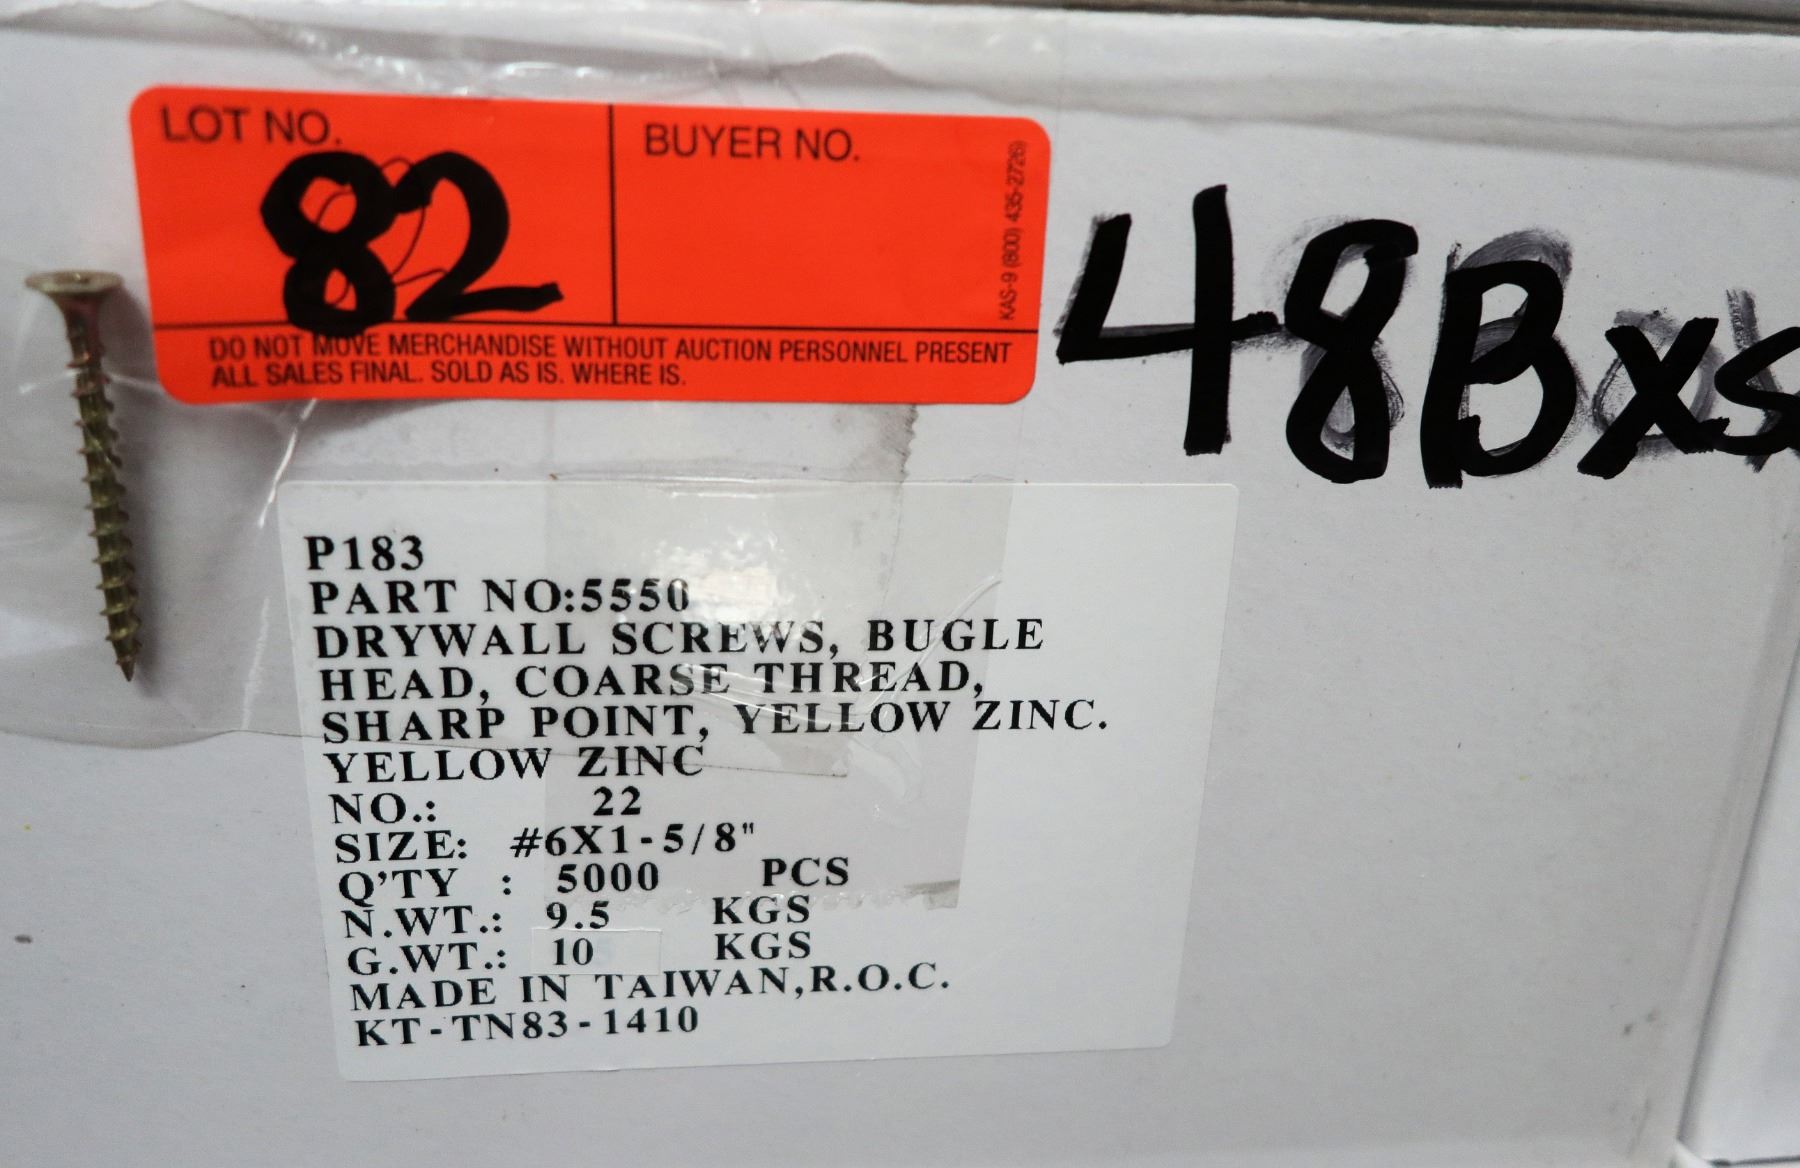 LOT NO.
82
BUYER NO.
KAS-9 (800) 435-2726)
DO NOT MOVE MERCHANDISE WITHOUT AUCTION PERSONNEL PRESENT
ALL SALES FINAL. SOLD AS IS. WHERE IS.
48Bxs
P183
PART NO:5550
DRYWALL SCREWS, BUGLE
HEAD, COARSE THREAD,
SHARP POINT, YELLOW ZINC.
YELLOW ZINC
NO.: 22
SIZE: #6X1-5/8"
Q'TY : 5000 PCS
N.WT.: 9.5 KGS
G.WT.: 10 KGS
MADE IN TAIWAN,R.O.C.
KT-TN83-1410